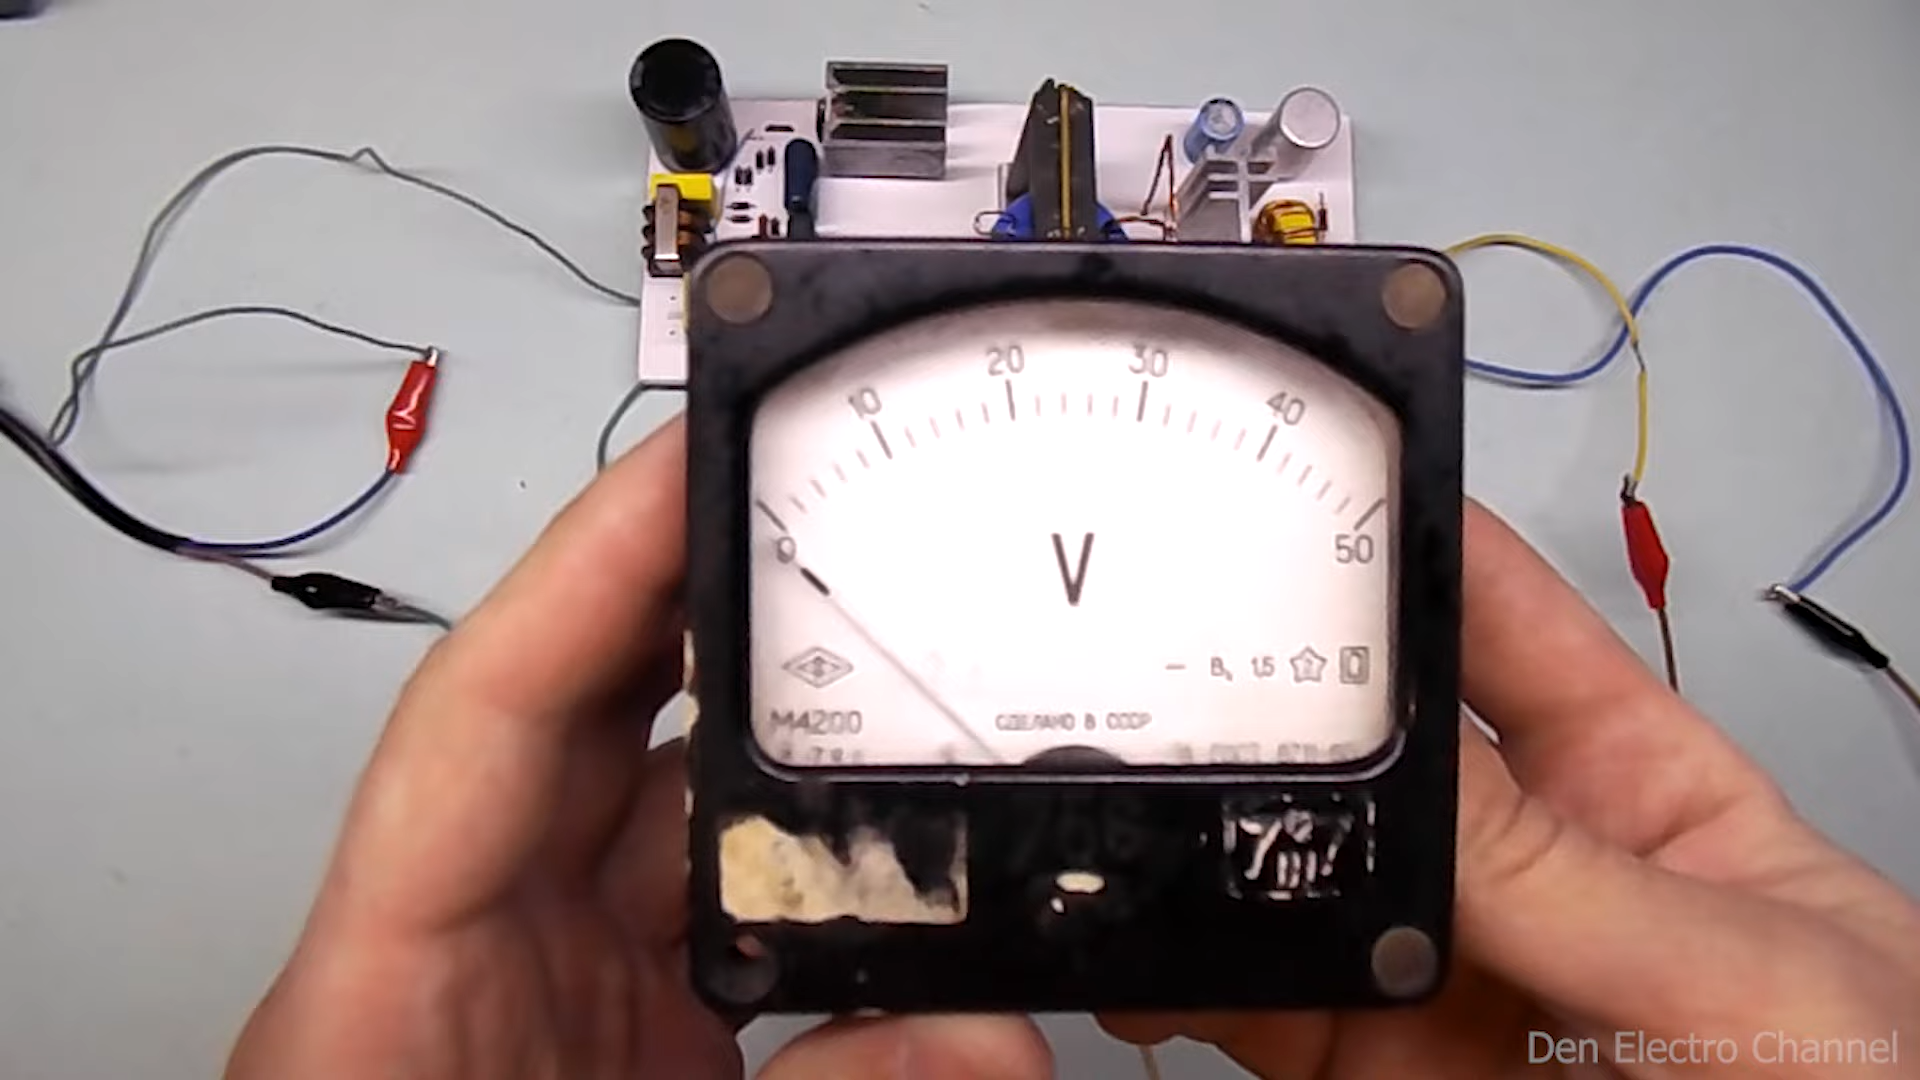 0 10 20 30 40 50
V
— В, 1,5
М4200
СДЕЛАНО В СССР
Den Electro Channel